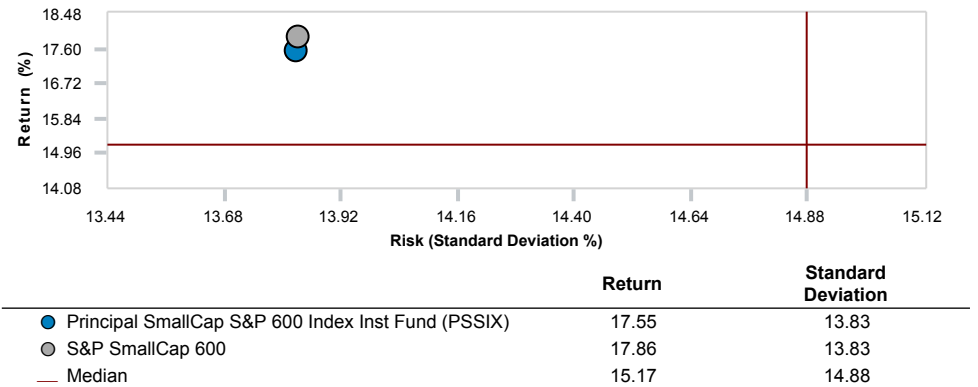 18.48
17.60
16.72
15.84
14.96
14.08
Return (%)
13.44 13.68 13.92 14.16 14.40 14.64 14.88 15.12
Risk (Standard Deviation %)
Return Standard Deviation
Principal SmallCap S&P 600 Index Inst Fund (PSSIX) 17.55 13.83
S&P SmallCap 600 17.86 13.83
Median 15.17 14.88